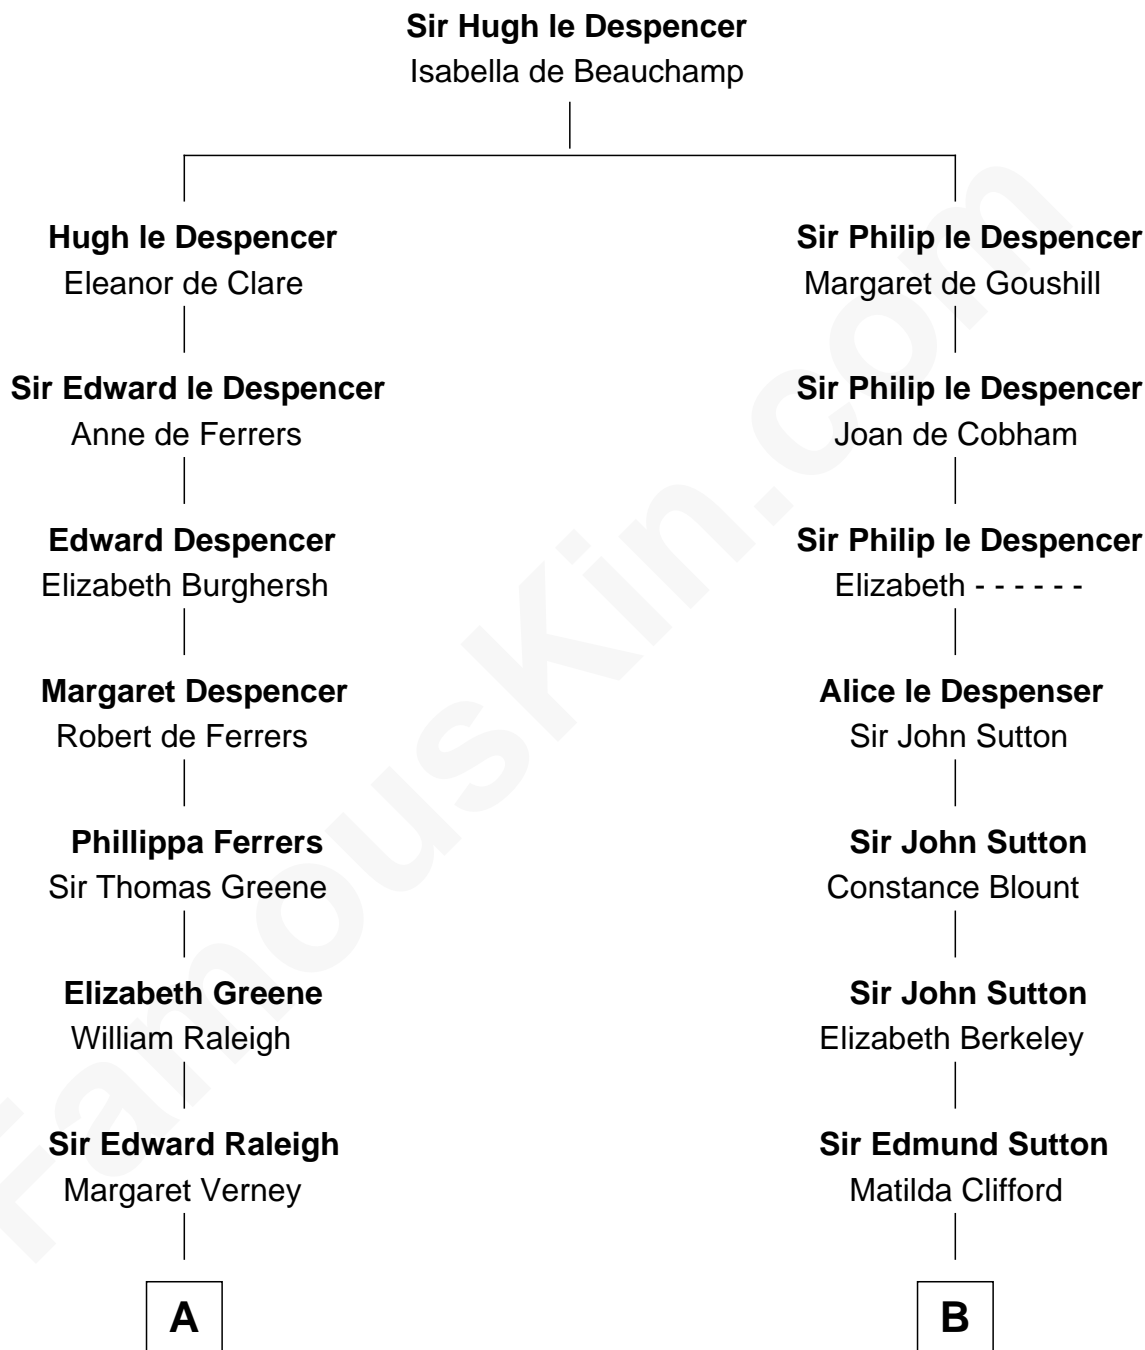 Sir Hugh le Despencer
Isabella de Beauchamp
Hugh le Despencer
Eleanor de Clare
Sir Philip le Despencer
Margaret de Goushill
Sir Edward le Despencer
Anne de Ferrers
Sir Philip le Despencer
Joan de Cobham
Edward Despencer
Elizabeth Burghersh
Sir Philip le Despencer
Elizabeth - - - - - -
Margaret Despencer
Robert de Ferrers
Alice le Despenser
Sir John Sutton
Phillippa Ferrers
Sir Thomas Greene
Sir John Sutton
Constance Blount
Elizabeth Greene
William Raleigh
Sir John Sutton
Elizabeth Berkeley
Sir Edward Raleigh
Margaret Verney
Sir Edmund Sutton
Matilda Clifford
A
B
FamousKin.com